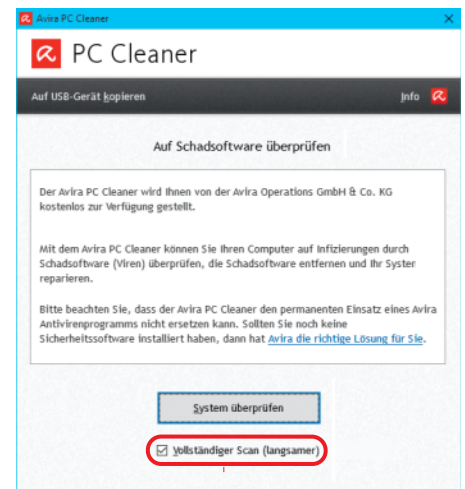 Avira PC Cleaner
PC Cleaner
Auf USB-Gerät kopieren Info
Auf Schadsoftware überprüfen
Der Avira PC Cleaner wird Ihnen von der Avira Operations GmbH & Co. KG
kostenlos zur Verfügung gestellt.
Mit dem Avira PC Cleaner können Sie Ihren Computer auf Infizierungen durch
Schadsoftware (Viren) überprüfen, die Schadsoftware entfernen und Ihr Syster
reparieren.
Bitte beachten Sie, dass der Avira PC Cleaner den permanenten Einsatz eines Avira
Antivirenprogramms nicht ersetzen kann. Sollten Sie noch keine
Sicherheitssoftware installiert haben, dann hat Avira die richtige Lösung für Sie.
System überprüfen
Vollständiger Scan (langsamer)